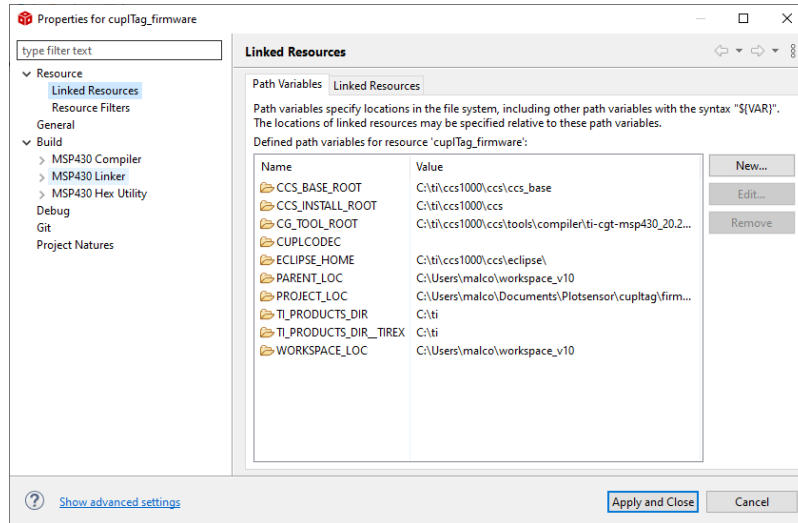 Properties for cuplTag_firmware
type filter text
Resource
Linked Resources
Resource Filters
General
Build
MSP430 Compiler
MSP430 Linker
MSP430 Hex Utility
Debug
Git
Project Natures
Linked Resources
Path Variables Linked Resources
Path variables specify locations in the file system, including other path variables with the syntax "${VAR}".
The locations of linked resources may be specified relative to these path variables.
Defined path variables for resource 'cuplTag_firmware':
Name Value
CCS_BASE_ROOT C:\ti\ccs1000\ccs\ccs_base
CCS_INSTALL_ROOT C:\ti\ccs1000\ccs
CG_TOOL_ROOT C:\ti\ccs1000\ccs\tools\compiler\ti-cgt-msp430_20.2...
CUPLCODEC
ECLIPSE_HOME C:\ti\ccs1000\ccs\eclipse\
PARENT_LOC C:\Users\malco\workspace_v10
PROJECT_LOC C:\Users\malco\Documents\Plotsensor\cupltag\firm...
TI_PRODUCTS_DIR C:\ti
TI_PRODUCTS_DIR__TIREX C:\ti
WORKSPACE_LOC C:\Users\malco\workspace_v10
New...
Edit...
Remove
? Show advanced settings
Apply and Close
Cancel